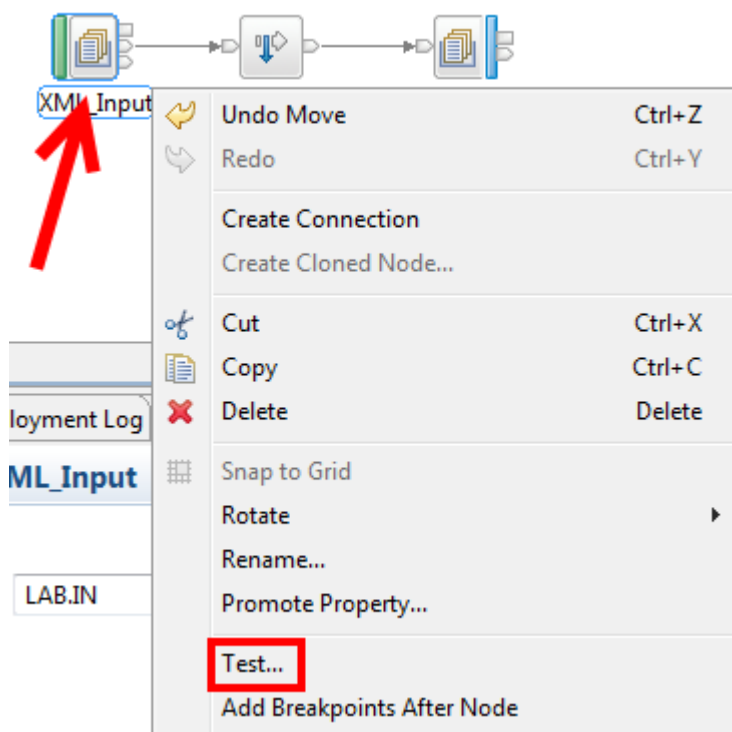 XML_Input
Undo Move Ctrl+Z
Redo Ctrl+Y
Create Connection
Create Cloned Node...
Cut Ctrl+X
Copy Ctrl+C
Delete Delete
Snap to Grid
Rotate
Rename...
Promote Property...
Test...
Add Breakpoints After Node
loyment Log
ML_Input
LAB.IN